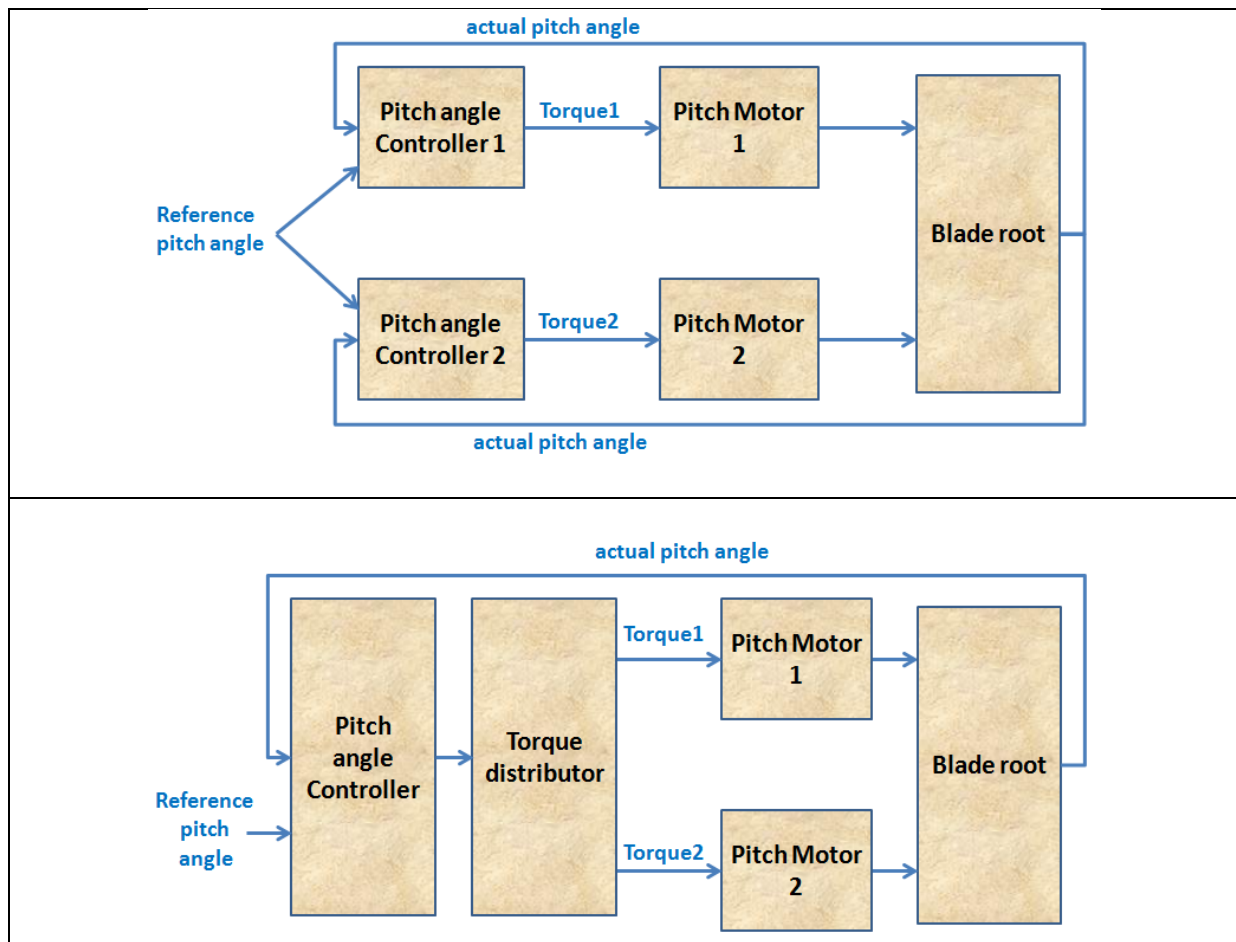 actual pitch angle
Pitch angle
Controller 1
Torque1
Pitch Motor
1
Reference
pitch angle
Blade root
Pitch angle
Controller 2
Torque2
Pitch Motor
2
actual pitch angle
actual pitch angle
Torque1
Pitch Motor
1
Pitch
angle
Controller
Torque
distributor
Blade root
Reference
pitch
angle
Torque2
Pitch Motor
2